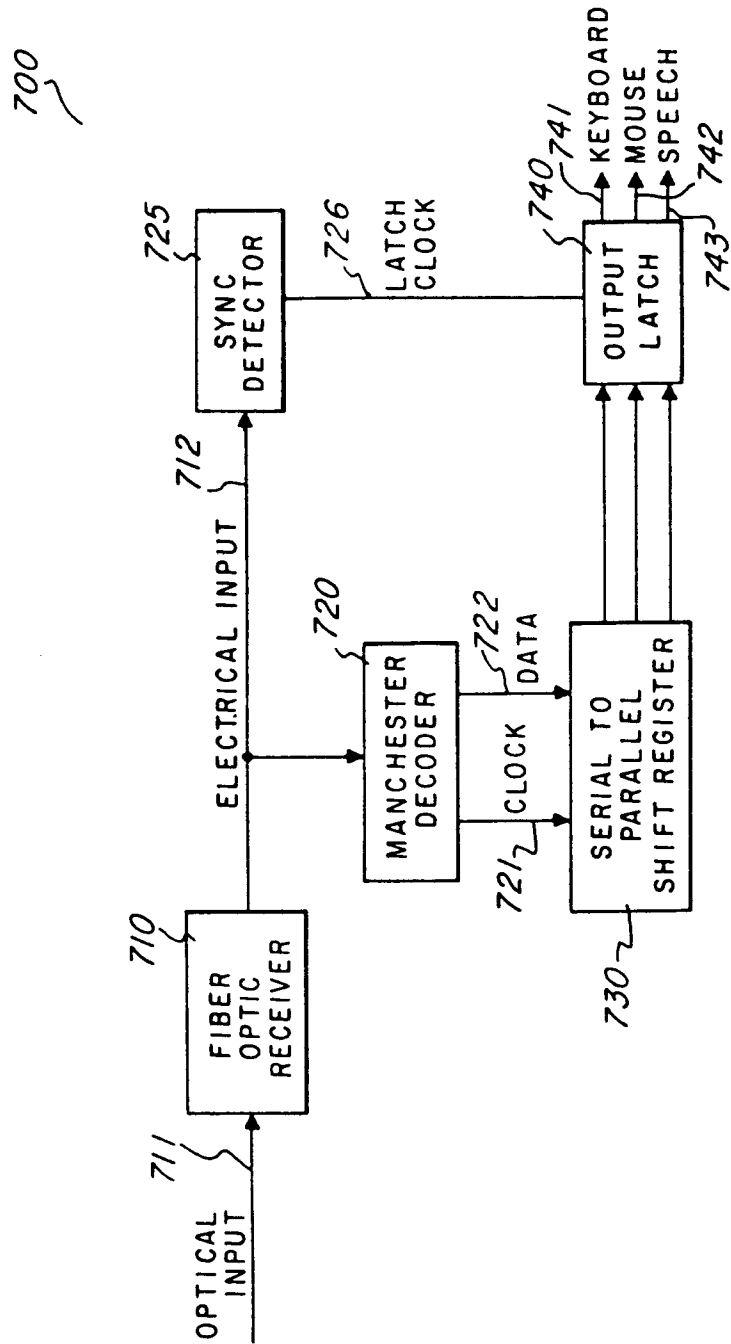 700
OPTICAL
INPUT
711
710
FIBER
OPTIC
RECEIVER
ELECTRICAL INPUT
712
725
SYNC
DETECTOR
726
LATCH
CLOCK
720
MANCHESTER
DECODER
721
CLOCK
722
DATA
730
SERIAL TO
PARALLEL
SHIFT REGISTER
740
OUTPUT
LATCH
741
KEYBOARD
MOUSE
SPEECH
742
743